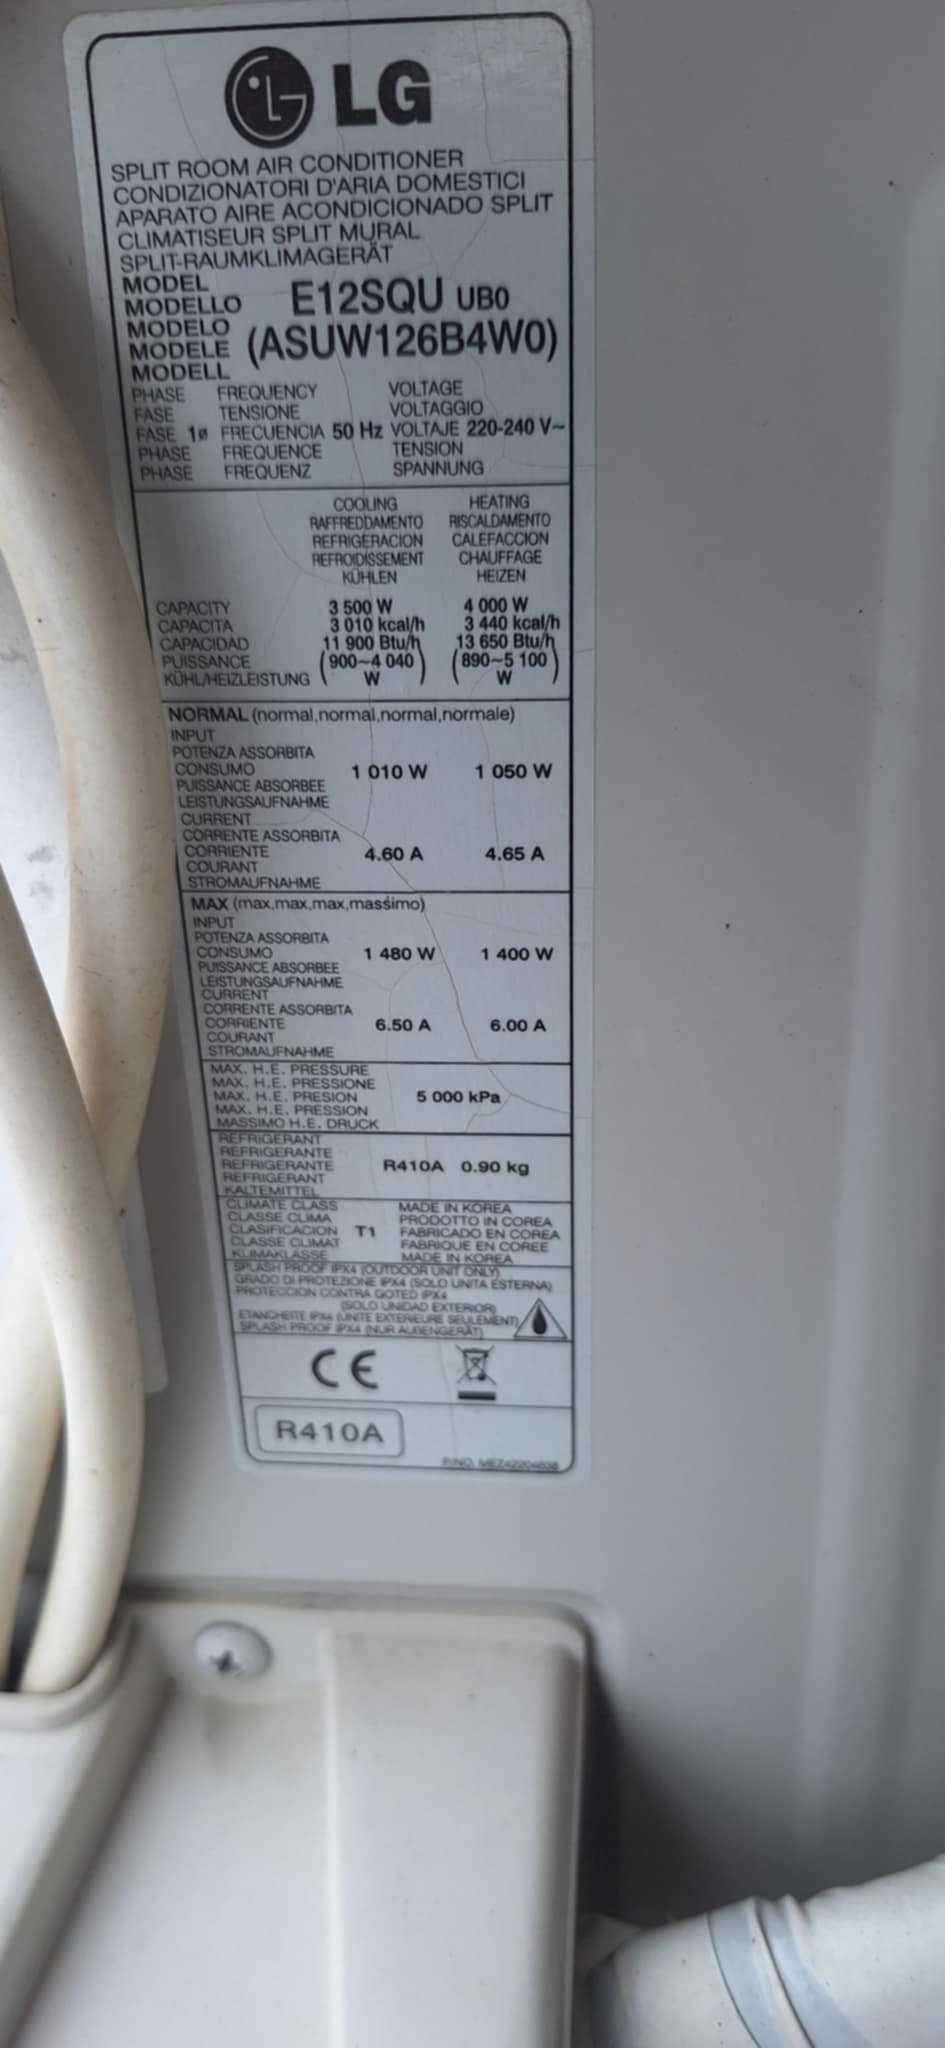 LG
SPLIT ROOM AIR CONDITIONER
CONDIZIONATORI D'ARIA DOMESTICI
APARATO AIRE ACONDICIONADO SPLIT
CLIMATISEUR SPLIT MURAL
SPLIT-RAUMKLIMAGERÄT
MODEL
MODELLO E12SQU UB0
MODELO
MODELE (ASUW126B4W0)
MODELL
PHASE FREQUENCY VOLTAGE
FASE TENSIONE VOLTAGGIO
FASE 1ø FRECUENCIA 50 Hz VOLTAJE 220-240 V~
PHASE FREQUENCE TENSION
PHASE FREQUENZ SPANNUNG
COOLING HEATING
RAFFREDDAMENTO RISCALDAMENTO
REFRIGERACION CALEFACCION
REFROIDISSEMENT CHAUFFAGE
KÜHLEN HEIZEN
CAPACITY 3 500 W 4 000 W
CAPACITA 3 010 kcal/h 3 440 kcal/h
CAPACIDAD 11 900 Btu/h 13 650 Btu/h
PUISSANCE (900~4 040 (890~5 100
KÜHL/HEIZLEISTUNG W) W)
NORMAL (normal,normal,normal,normale)
INPUT
POTENZA ASSORBITA
CONSUMO 1 010 W 1 050 W
PUISSANCE ABSORBEE
LEISTUNGSAUFNAHME
CURRENT
CORRENTE ASSORBITA
CORRIENTE 4.60 A 4.65 A
COURANT
STROMAUFNAHME
MAX (max,max,max,massimo)
INPUT
POTENZA ASSORBITA
CONSUMO 1 480 W 1 400 W
PUISSANCE ABSORBEE
LEISTUNGSAUFNAHME
CURRENT
CORRENTE ASSORBITA
CORRIENTE 6.50 A 6.00 A
COURANT
STROMAUFNAHME
MAX. H.E. PRESSURE
MAX. H.E. PRESSIONE
MAX. H.E. PRESION 5 000 kPa
MAX. H.E. PRESSION
MASSIMO H.E. DRUCK
REFRIGERANT
REFRIGERANTE
REFRIGERANTE R410A 0.90 kg
REFRIGERANT
KALTEMITTEL
CLIMATE CLASS MADE IN KOREA
CLASSE CLIMA PRODOTTO IN COREA
CLASIFICACION T1 FABRICADO EN COREA
CLASSE CLIMAT FABRIQUE EN COREE
KLIMAKLASSE MADE IN KOREA
SPLASH PROOF IPX4 (OUTDOOR UNIT ONLY)
GRADO DI PROTEZIONE IPX4 (SOLO UNITA ESTERNA)
PROTECCION CONTRA GOTED IPX4
(SOLO UNIDAD EXTERIOR)
ETANCHEITE IPX4 (UNITE EXTERIEURE SEULEMENT)
SPLASH PROOF IPX4 (NUR AUßENGERÄT)
CE
R410A
P/NO.